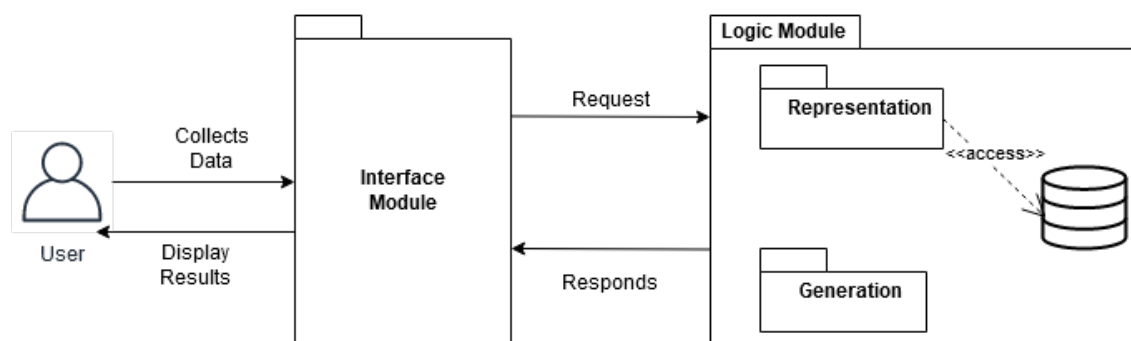 Logic Module
Request
Representation
Collects
Data
<<access>>
Interface
Module
User
Display
Results
Responds
Generation